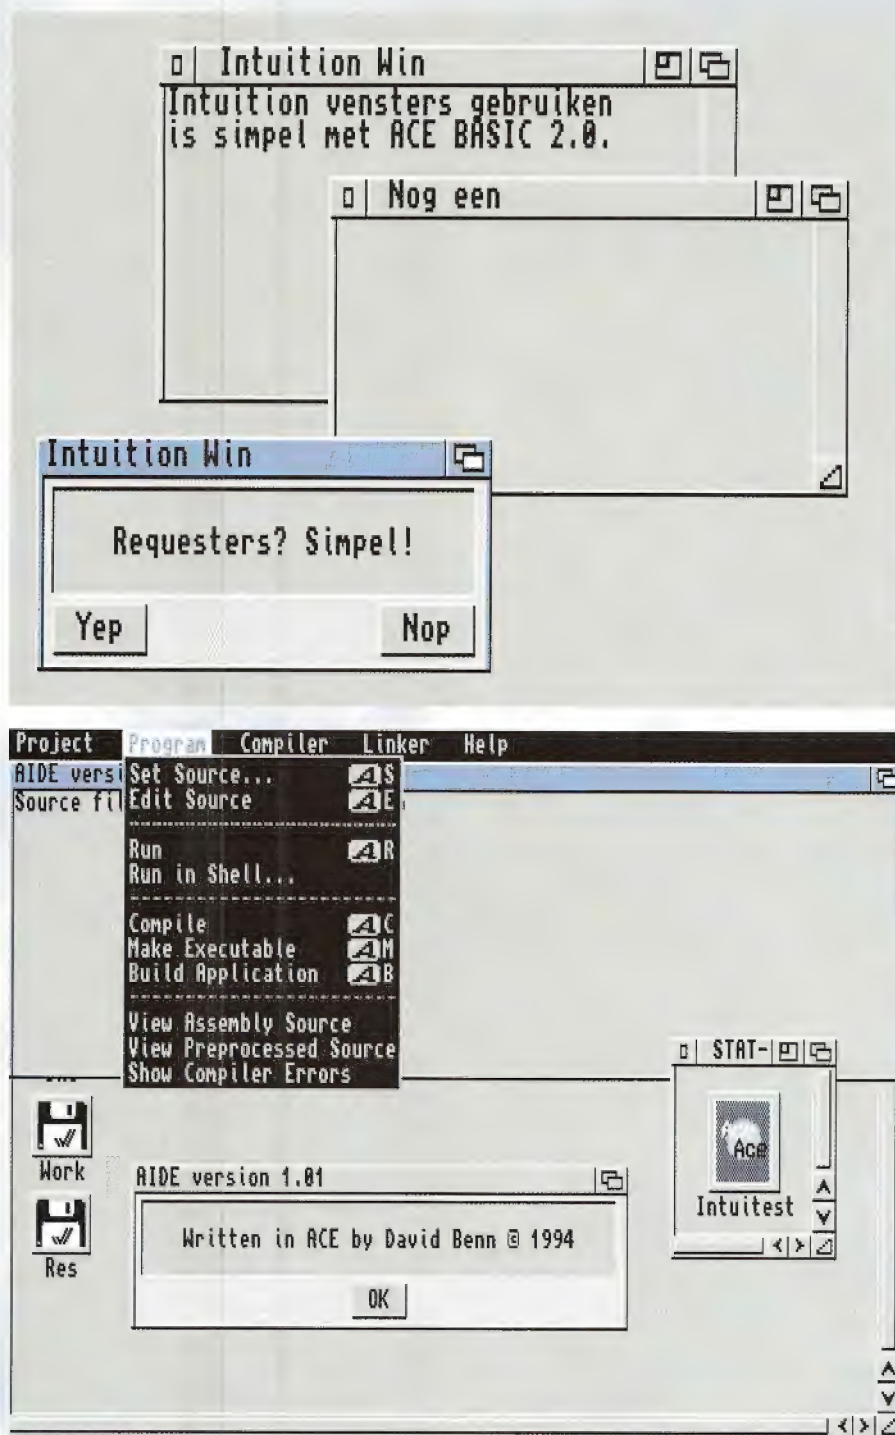 Intuition Win
Intuition vensters gebruiken
is simpel met ACE BASIC 2.0.
Nog een
Intuition Win
Requesters? Simpel!
Yep
Nop
Project Program Compiler Linker Help
AIDE versi
Source fil
Set Source... A S
Edit Source A E
Run A R
Run in Shell...
Compile A C
Make Executable A M
Build Application A B
View Assembly Source
View Preprocessed Source
Show Compiler Errors
STAT-
Ace
Intuitest
Work
Res
AIDE version 1.01
Written in ACE by David Benn © 1994
OK